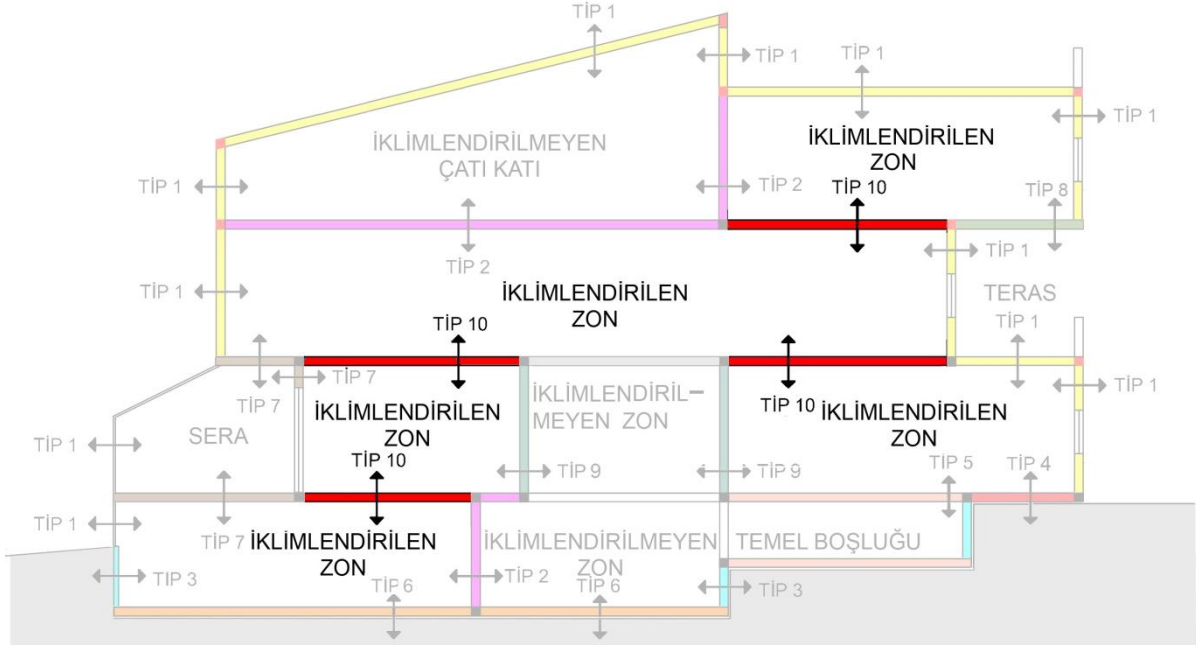 TİP 1
TİP 1
TİP 1
İKLİMLENDİRİLMEYEN
ÇATI KATI
İKLİMLENDİRİLEN
ZON
TİP 1
TİP 1
TİP 2
TİP 10
TİP 8
TİP 2
TİP 1
TİP 1
İKLİMLENDİRİLEN
ZON
TERAS
TİP 10
TİP 10
TİP 1
TİP 7
TİP 7
TİP 1
İKLİMLENDİRİLEN
ZON
İKLİMLENDİRİL-
MEYEN ZON
İKLİMLENDİRİLEN
ZON
SERA
TİP 1
TİP 10
TİP 9
TİP 9
TİP 5
TİP 4
TİP 1
TİP 7
İKLİMLENDİRİLEN
ZON
İKLİMLENDİRİLMEYEN
ZON
TEMEL BOŞLUĞU
TIP 3
TİP 6
TİP 2
TİP 6
TİP 3